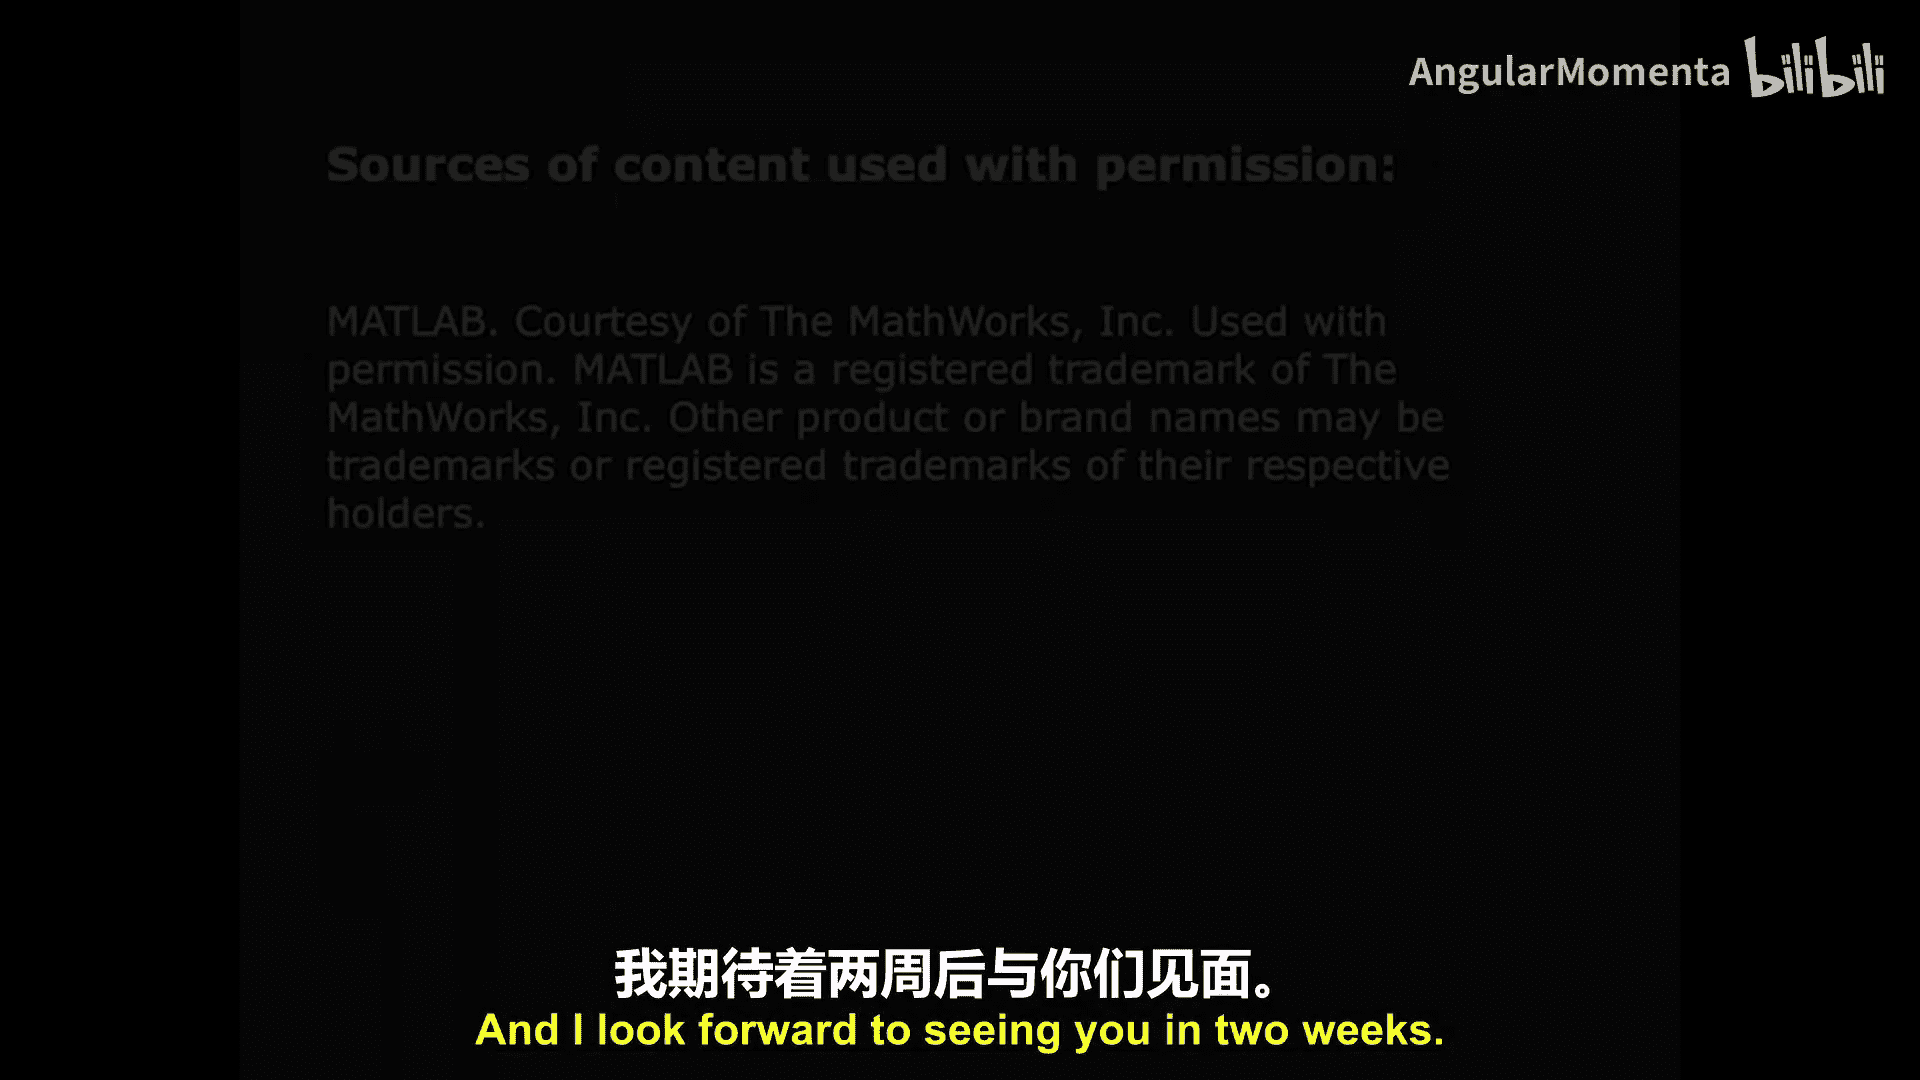 AngularMomenta bilibili
Sources of content used with permission:
MATLAB. Courtesy of The MathWorks, Inc. Used with
permission. MATLAB is a registered trademark of The
MathWorks, Inc. Other product or brand names may be
trademarks or registered trademarks of their respective
holders.
我期待着两周后与你们见面。
And I look forward to seeing you in two weeks.